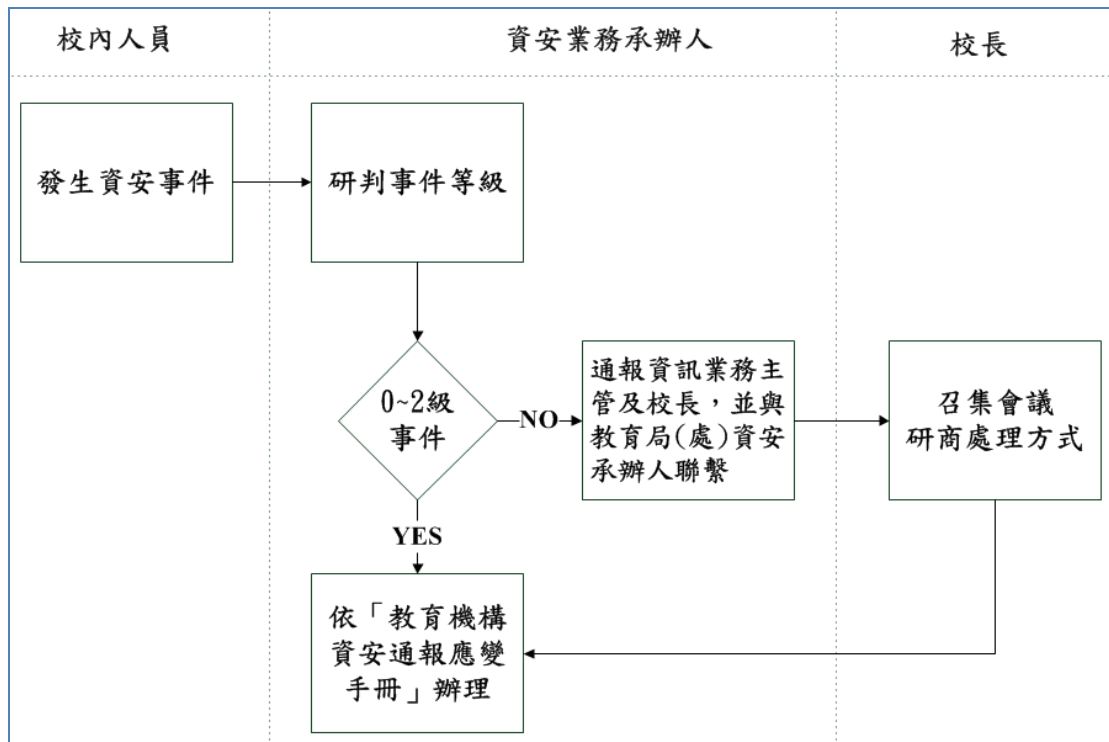 校內人員
資安業務承辦人
校長
發生資安事件
研判事件等級
0~2級
事件
NO
通報資訊業務主
管及校長，並與
教育局(處)資安
承辦人聯繫
召集會議
研商處理方式
YES
依「教育機構
資安通報應變
手冊」辦理